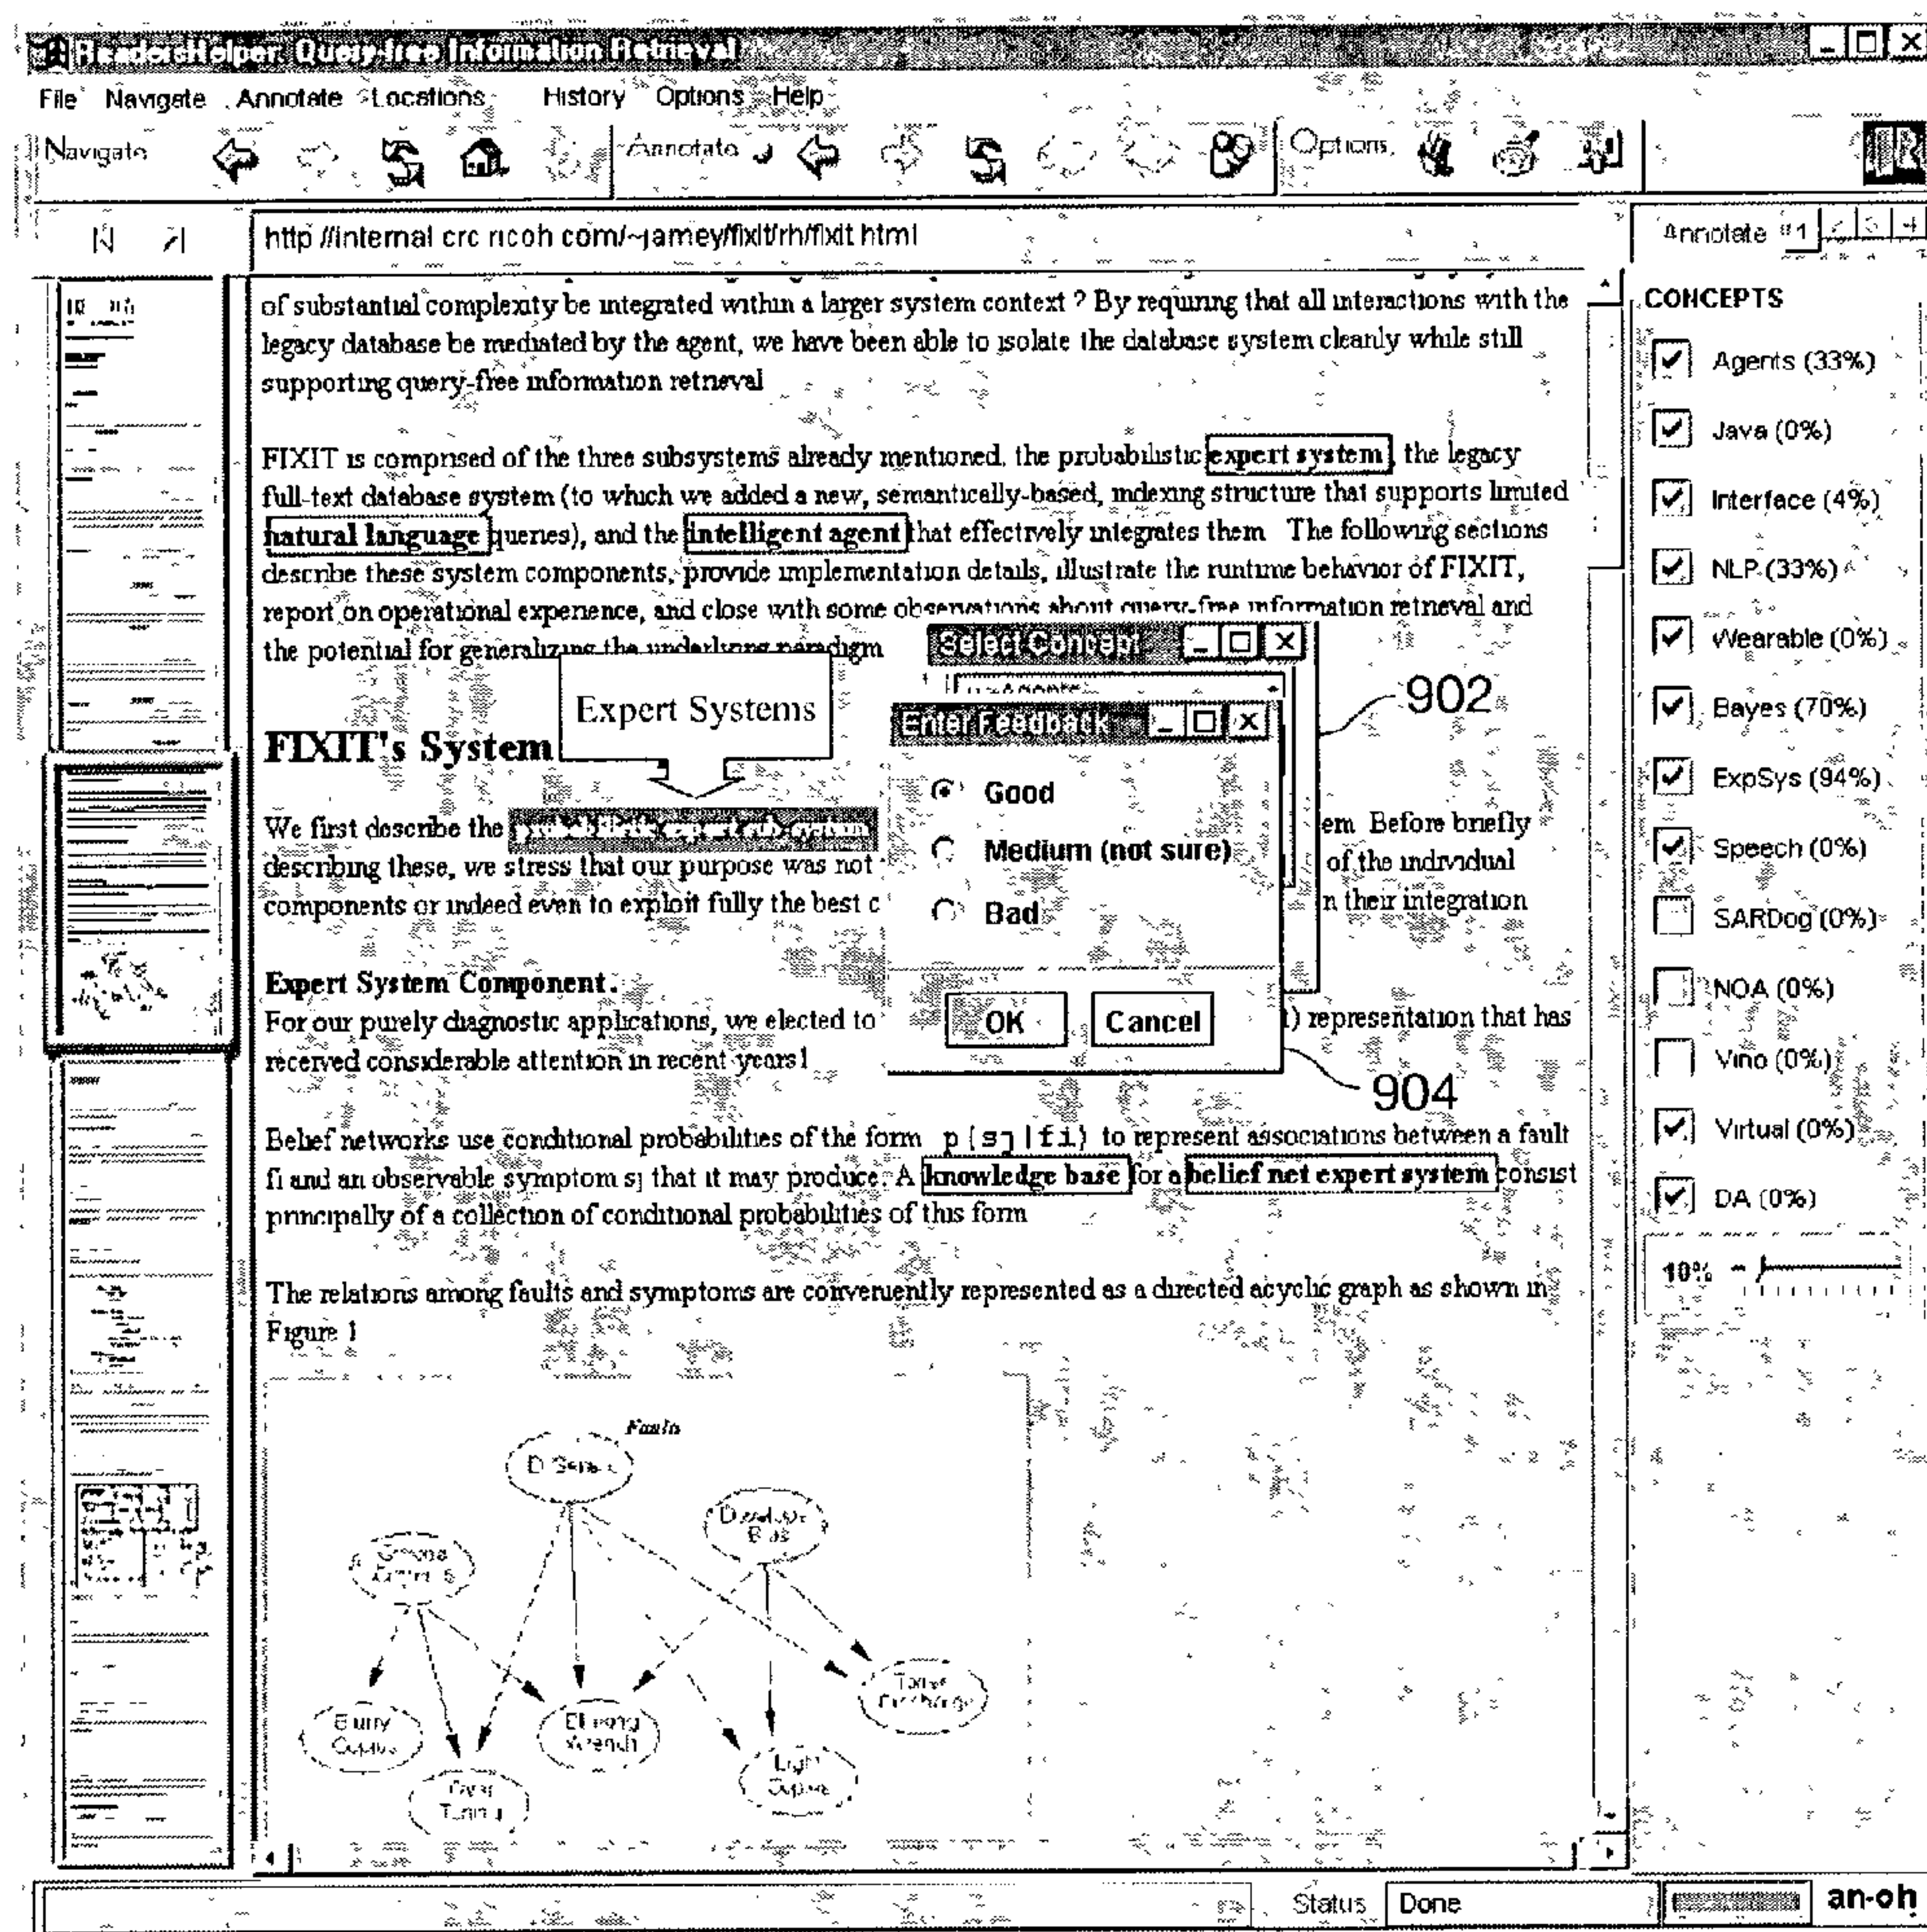 ReadersHelper: Query-free Information Retrieval
File Navigate Annotate Locations History Options Help
Navigate Annotate Options
http //internal crc ricoh com/~jamey/fixit/rh/fixit html
Annotate #1 2 3 4
of substantial complexity be integrated within a larger system context ? By requiring that all interactions with the
legacy database be mediated by the agent, we have been able to isolate the database system cleanly while still
supporting query-free information retrieval
FIXIT is comprised of the three subsystems already mentioned, the probabilistic expert system, the legacy
full-text database system (to which we added a new, semantically-based, indexing structure that supports limited
natural language queries), and the intelligent agent that effectively integrates them The following sections
describe these system components, provide implementation details, illustrate the runtime behavior of FIXIT,
report on operational experience, and close with some observations about query-free information retrieval and
the potential for generalizing the underlying paradigm
Expert Systems
FIXIT's System
We first describe the probabilistic expert sub-system em Before briefly
describing these, we stress that our purpose was not of the individual
components or indeed even to exploit fully the best c n their integration
Expert System Component.
For our purely diagnostic applications, we elected to ) representation that has
received considerable attention in recent years1
Belief networks use conditional probabilities of the form p(sj|fi) to represent associations between a fault
fi and an observable symptom sj that it may produce. A knowledge base for a belief net expert system consist
principally of a collection of conditional probabilities of this form
The relations among faults and symptoms are conveniently represented as a directed acyclic graph as shown in
Figure 1
Faults
Blurry
Copies
Light
Copies
Toner
Discharge
Select Concept
Agents
902
Enter Feedback
Good
Medium (not sure)
Bad
OK Cancel
904
CONCEPTS
Agents (33%)
Java (0%)
Interface (4%)
NLP (33%)
Wearable (0%)
Bayes (70%)
ExpSys (94%)
Speech (0%)
SARDog (0%)
NOA (0%)
Vino (0%)
Virtual (0%)
DA (0%)
10%
Status Done
an-oh